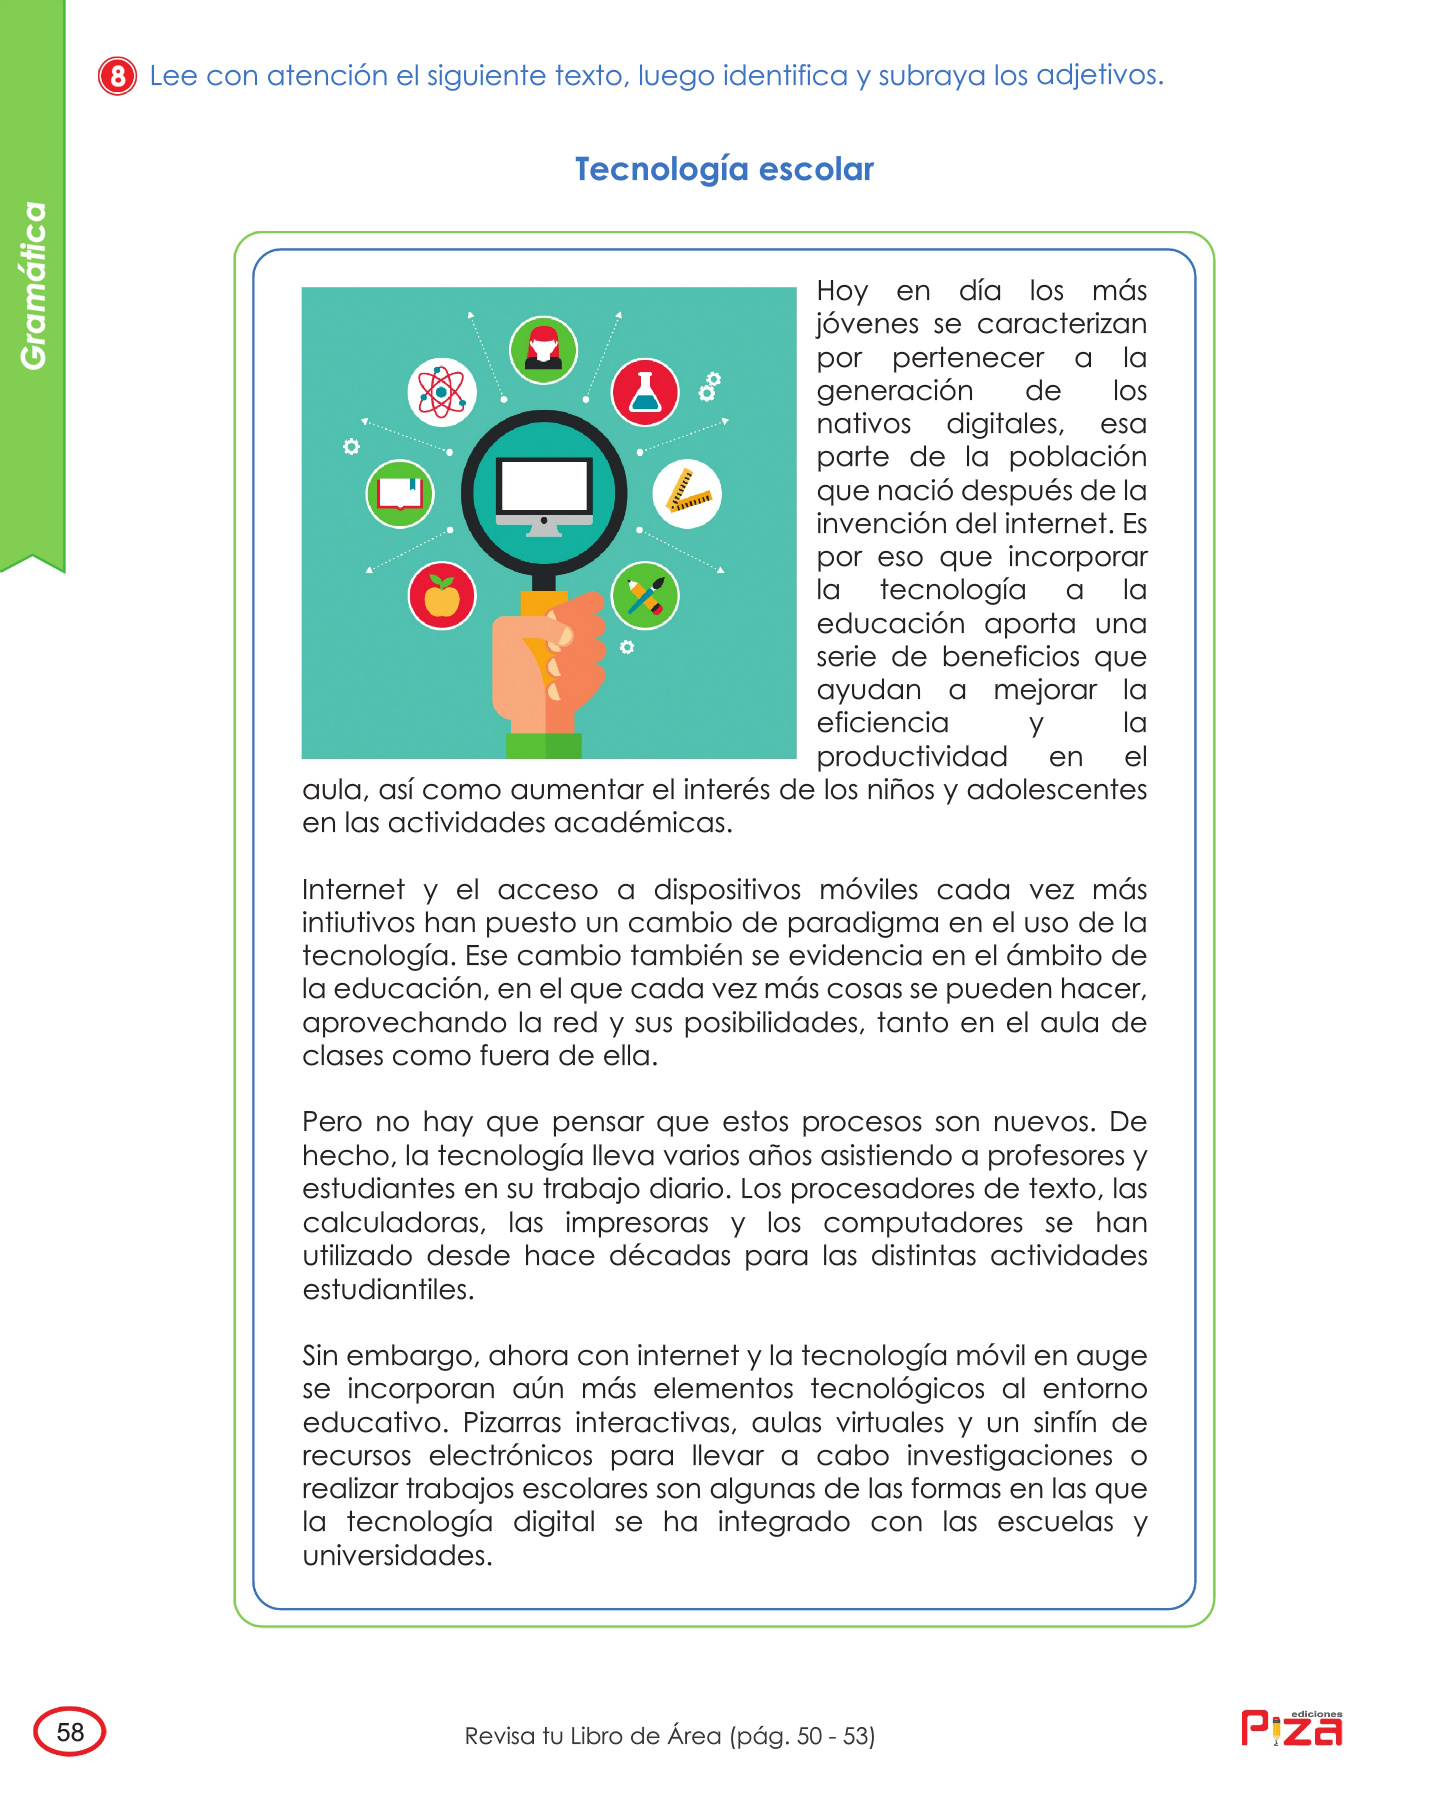 Gramática
8 Lee con atención el siguiente texto, luego identifica y subraya los adjetivos.
Tecnología escolar
Hoy en día los más
jóvenes se caracterizan
por pertenecer a la
generación de los
nativos digitales, esa
parte de la población
que nació después de la
invención del internet. Es
por eso que incorporar
la tecnología a la
educación aporta una
serie de beneficios que
ayudan a mejorar la
eficiencia y la
productividad en el
aula, así como aumentar el interés de los niños y adolescentes
en las actividades académicas.
Internet y el acceso a dispositivos móviles cada vez más
intiutivos han puesto un cambio de paradigma en el uso de la
tecnología. Ese cambio también se evidencia en el ámbito de
la educación, en el que cada vez más cosas se pueden hacer,
aprovechando la red y sus posibilidades, tanto en el aula de
clases como fuera de ella.
Pero no hay que pensar que estos procesos son nuevos. De
hecho, la tecnología lleva varios años asistiendo a profesores y
estudiantes en su trabajo diario. Los procesadores de texto, las
calculadoras, las impresoras y los computadores se han
utilizado desde hace décadas para las distintas actividades
estudiantiles.
Sin embargo, ahora con internet y la tecnología móvil en auge
se incorporan aún más elementos tecnológicos al entorno
educativo. Pizarras interactivas, aulas virtuales y un sinfín de
recursos electrónicos para llevar a cabo investigaciones o
realizar trabajos escolares son algunas de las formas en las que
la tecnología digital se ha integrado con las escuelas y
universidades.
58
Revisa tu Libro de Área (pág. 50 - 53)
ediciones
Piza